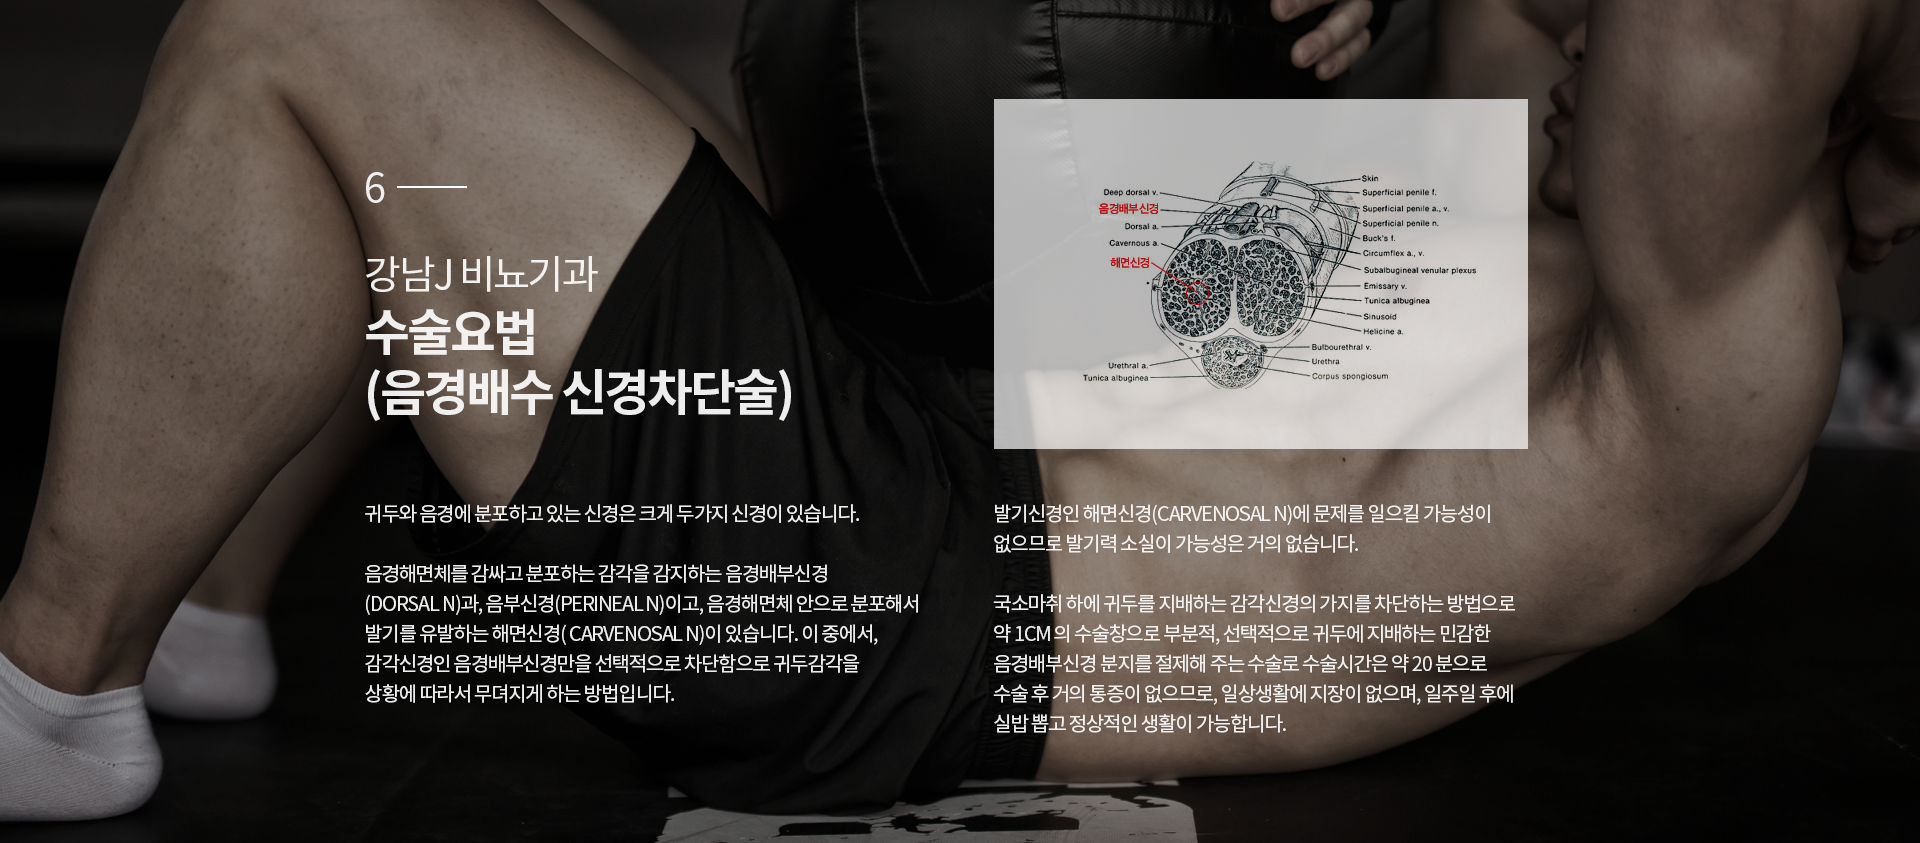 6
강남J 비뇨기과
수술요법
(음경배수 신경차단술)
귀두와 음경에 분포하고 있는 신경은 크게 두가지 신경이 있습니다.
음경해면체를 감싸고 분포하는 감각을 감지하는 음경배부신경
(DORSAL N)과, 음부신경(PERINEAL N)이고, 음경해면체 안으로 분포해서
발기를 유발하는 해면신경( CARVENOSAL N)이 있습니다. 이 중에서,
감각신경인 음경배부신경만을 선택적으로 차단함으로 귀두감각을
상황에 따라서 무뎌지게 하는 방법입니다.
Deep dorsal v.
음경배부신경
Dorsal a.
Cavernous a.
해면신경
Urethral a.
Tunica albuginea
Skin
Superficial penile f.
Superficial penile a., v.
Superficial penile n.
Buck's f.
Circumflex a., v.
Subalbugineal venular plexus
Emissary v.
Tunica albuginea
Sinusoid
Helicine a.
Bulbourethral v.
Urethra
Corpus spongiosum
발기신경인 해면신경(CARVENOSAL N)에 문제를 일으킬 가능성이
없으므로 발기력 소실이 가능성은 거의 없습니다.
국소마취 하에 귀두를 지배하는 감각신경의 가지를 차단하는 방법으로
약 1CM 의 수술창으로 부분적, 선택적으로 귀두에 지배하는 민감한
음경배부신경 분지를 절제해 주는 수술로 수술시간은 약 20 분으로
수술 후 거의 통증이 없으므로, 일상생활에 지장이 없으며, 일주일 후에
실밥 뽑고 정상적인 생활이 가능합니다.